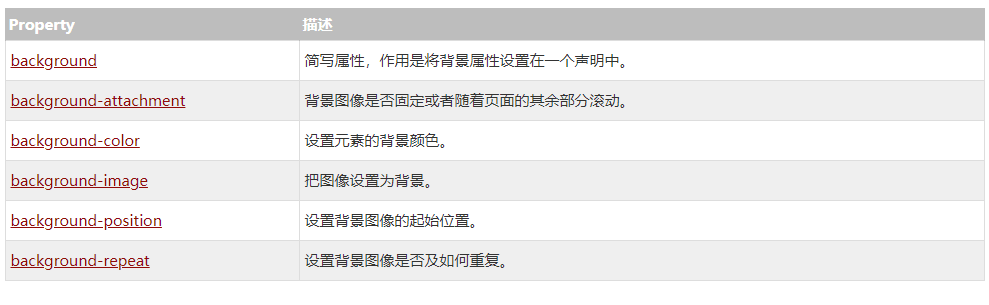 Property 描述
background 简写属性，作用是将背景属性设置在一个声明中。
background-attachment 背景图像是否固定或者随着页面的其余部分滚动。
background-color 设置元素的背景颜色。
background-image 把图像设置为背景。
background-position 设置背景图像的起始位置。
background-repeat 设置背景图像是否及如何重复。